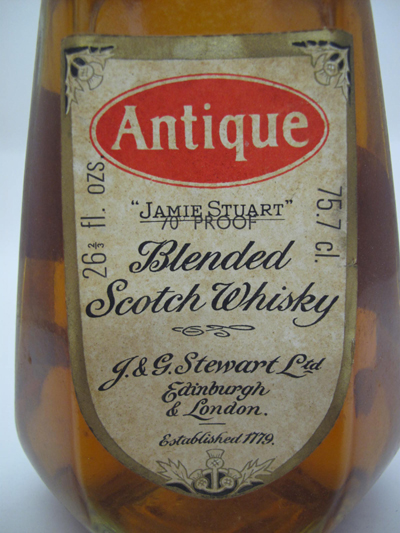 Antique
"JAMIE STUART"
70° PROOF
26⅔ fl. ozs.
75.7 cl.
Blended
Scotch Whisky
J. & G. Stewart Ltd
Edinburgh
& London.
Established 1779.